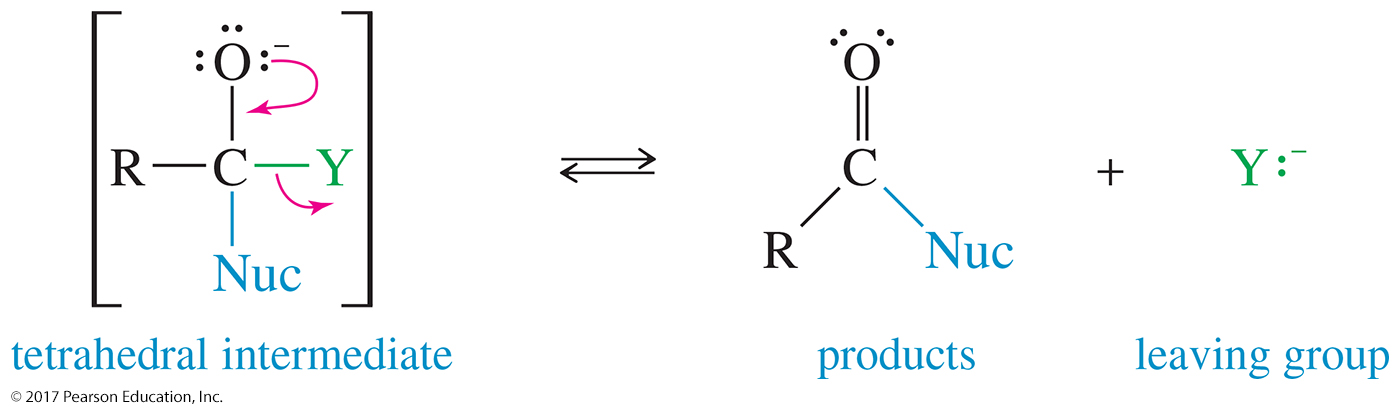 O −
O
R C Y
C + Y: −
Nuc
R Nuc
tetrahedral intermediate
products
leaving group
© 2017 Pearson Education, Inc.